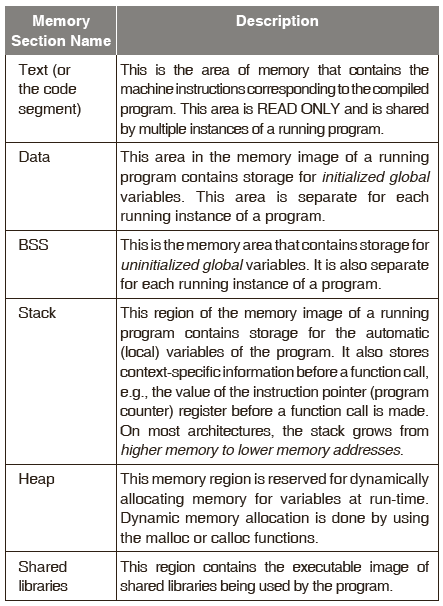 Memory
Section Name
Description
Text (or
the code
segment)
This is the area of memory that contains the
machine instructions corresponding to the compiled
program. This area is READ ONLY and is shared
by multiple instances of a running program.
Data
This area in the memory image of a running
program contains storage for initialized global
variables. This area is separate for each
running instance of a program.
BSS
This is the memory area that contains storage for
uninitialized global variables. It is also separate
for each running instance of a program.
Stack
This region of the memory image of a running
program contains storage for the automatic
(local) variables of the program. It also stores
context-specific information before a function call,
e.g., the value of the instruction pointer (program
counter) register before a function call is made.
On most architectures, the stack grows from
higher memory to lower memory addresses.
Heap
This memory region is reserved for dynamically
allocating memory for variables at run-time.
Dynamic memory allocation is done by using
the malloc or calloc functions.
Shared
libraries
This region contains the executable image of
shared libraries being used by the program.